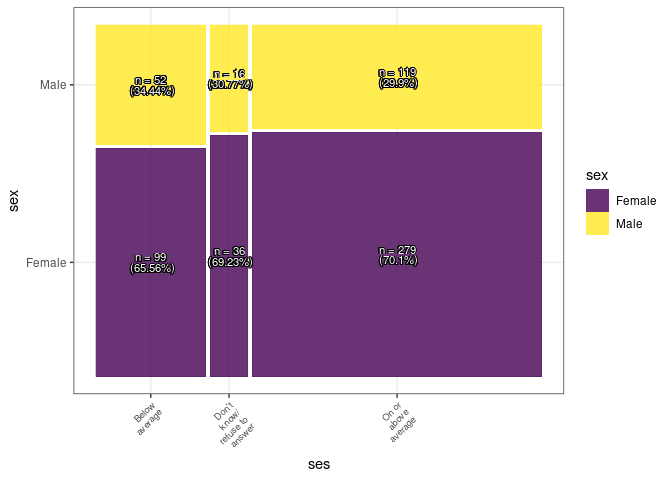 Male
n = 52
(34.44%)
n = 16
(30.77%)
n = 119
(29.9%)
sex
sex
Female
Male
Female
n = 99
(65.56%)
n = 36
(69.23%)
n = 279
(70.1%)
Below
average
Don't
know/
refuse to
answer
On or
above
average
ses